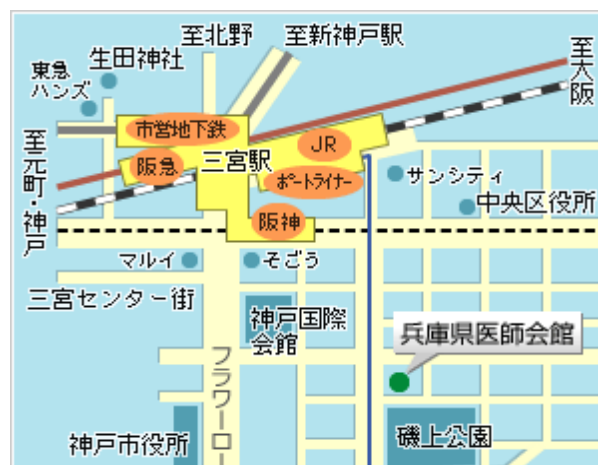 至北野
至新神戸駅
生田神社
東急
ハンズ
至大阪
市営地下鉄
JR
阪急
三宮駅
ポートライナー
サンシティ
至元町・神戸
中央区役所
阪神
マルイ
そごう
三宮センター街
神戸国際
会館
兵庫県医師会館
フラワーロー
神戸市役所
磯上公園